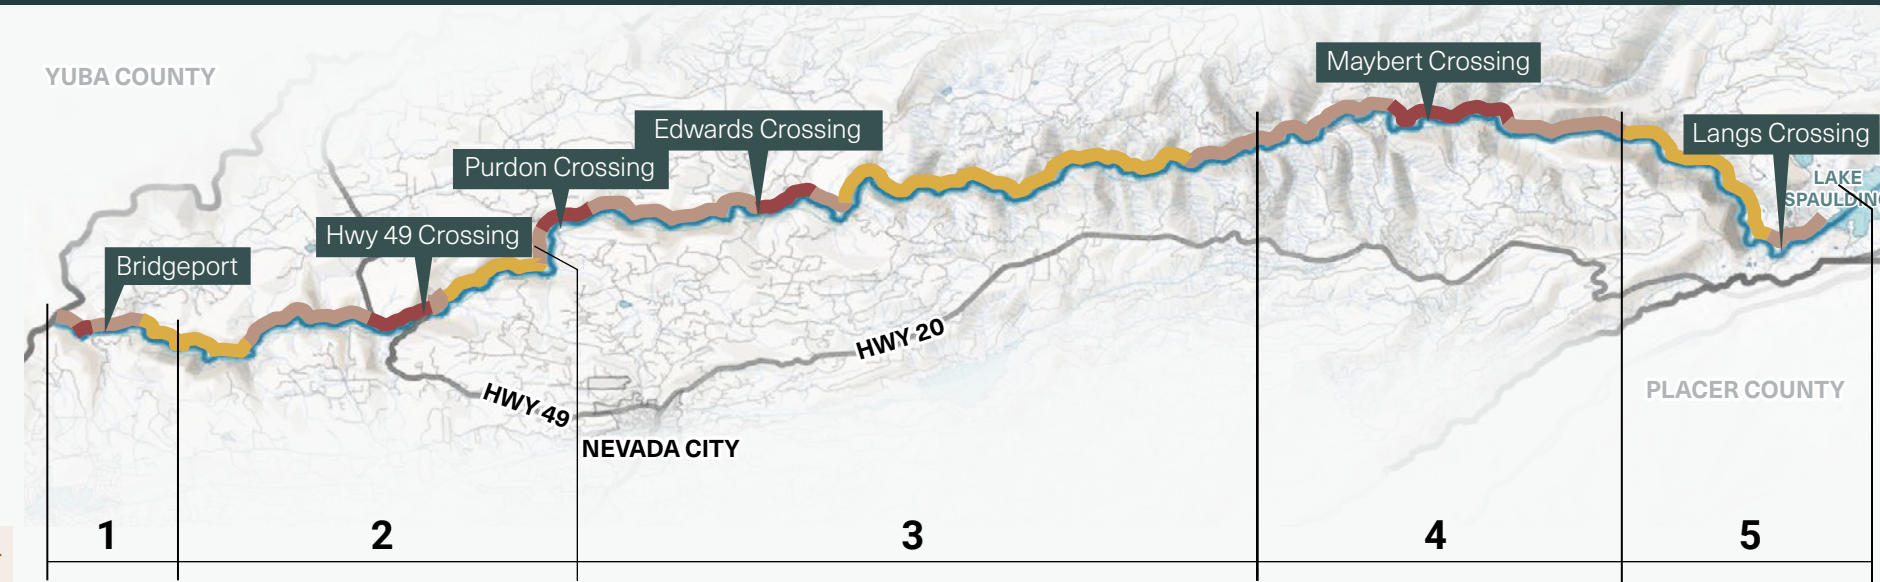 YUBA COUNTY
Maybert Crossing
Edwards Crossing
Langs Crossing
Purdon Crossing
LAKE
SPAULDING
Hwy 49 Crossing
Bridgeport
HWY 20
HWY 49
PLACER COUNTY
NEVADA CITY
1
2
3
4
5